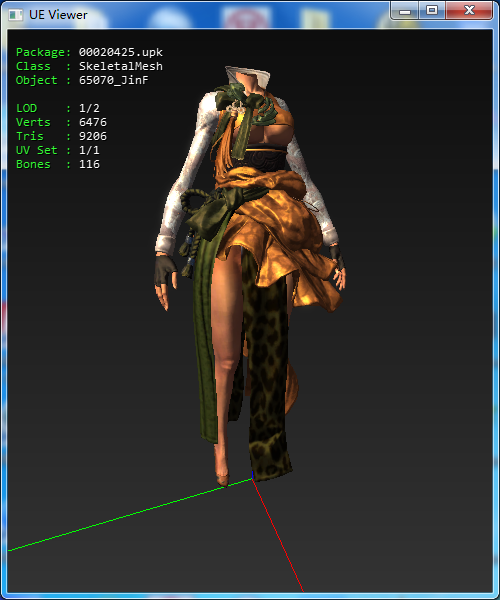 UE Viewer
Package: 00020425.upk
Class  : SkeletalMesh
Object : 65070_JinF
LOD    : 1/2
Verts  : 6476
Tris   : 9206
UV Set : 1/1
Bones  : 116